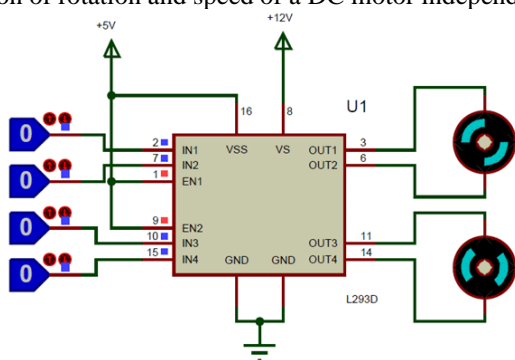 on of rotation and speed of a DC motor independ
+5V
+12V
16
8
U1
0
2
IN1
VSS
VS
OUT1
3
7
IN2
OUT2
6
0
1
EN1
9
EN2
0
10
IN3
OUT3
11
15
IN4
GND
GND
OUT4
14
0
L293D